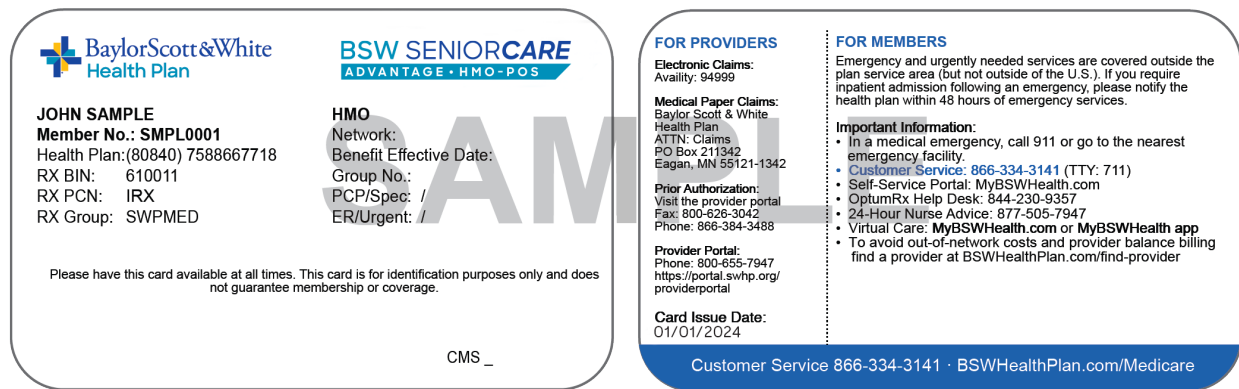 BaylorScott&White
Health Plan
BSW SENIORCARE
ADVANTAGE · HMO-POS
JOHN SAMPLE
Member No.: SMPL0001
Health Plan:(80840) 7588667718
RX BIN: 610011
RX PCN: IRX
RX Group: SWPMED
HMO
Network:
Benefit Effective Date:
Group No.:
PCP/Spec: /
ER/Urgent: /
Please have this card available at all times. This card is for identification purposes only and does
not guarantee membership or coverage.
CMS _
SAMPLE
FOR PROVIDERS
Electronic Claims:
Availity: 94999
Medical Paper Claims:
Baylor Scott & White
Health Plan
ATTN: Claims
PO Box 211342
Eagan, MN 55121-1342
Prior Authorization:
Visit the provider portal
Fax: 800-626-3042
Phone: 866-384-3488
Provider Portal:
Phone: 800-655-7947
https://portal.swhp.org/
providerportal
Card Issue Date:
01/01/2024
FOR MEMBERS
Emergency and urgently needed services are covered outside the
plan service area (but not outside of the U.S.). If you require
inpatient admission following an emergency, please notify the
health plan within 48 hours of emergency services.
Important Information:
• In a medical emergency, call 911 or go to the nearest
emergency facility.
• Customer Service: 866-334-3141 (TTY: 711)
• Self-Service Portal: MyBSWHealth.com
• OptumRx Help Desk: 844-230-9357
• 24-Hour Nurse Advice: 877-505-7947
• Virtual Care: MyBSWHealth.com or MyBSWHealth app
• To avoid out-of-network costs and provider balance billing
find a provider at BSWHealthPlan.com/find-provider
Customer Service 866-334-3141 · BSWHealthPlan.com/Medicare